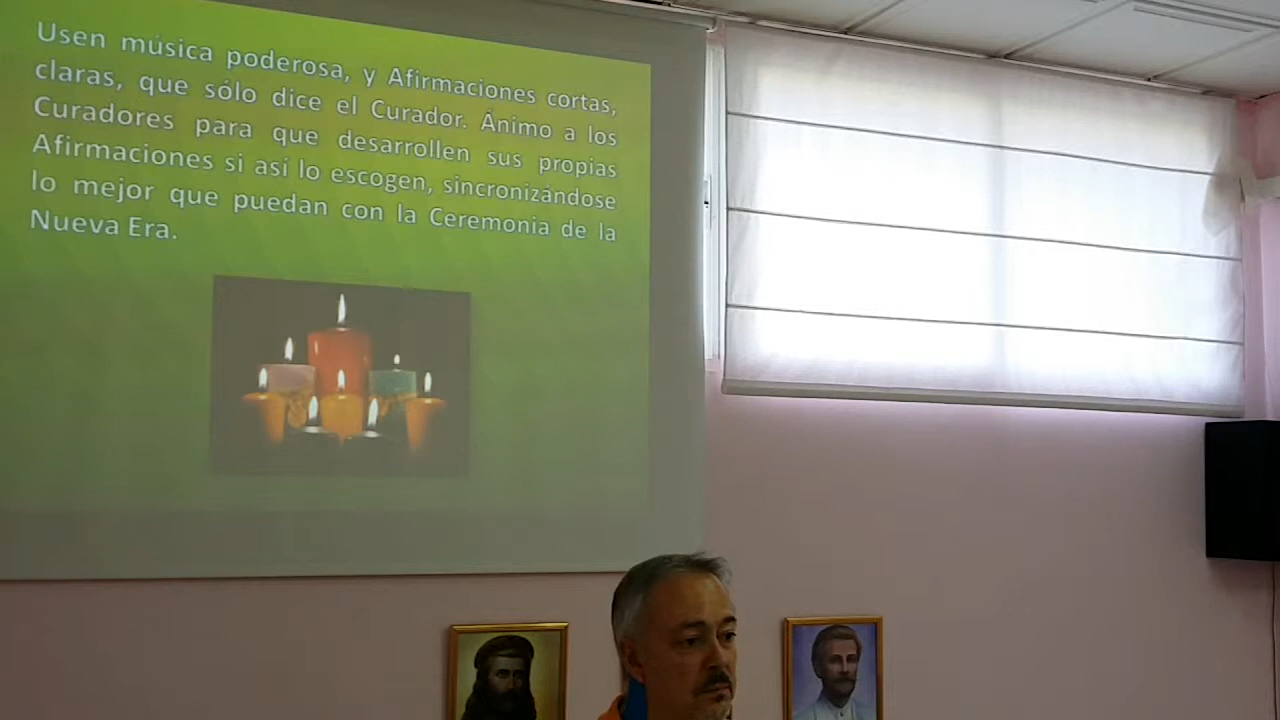 Usen música poderosa, y Afirmaciones cortas,
claras, que sólo dice el Curador. Ánimo a los
Curadores para que desarrollen sus propias
Afirmaciones si así lo escogen, sincronizándose
lo mejor que puedan con la Ceremonia de la
Nueva Era.